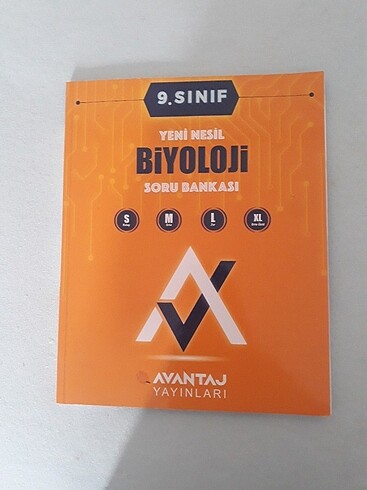 9.SINIF
YENİ NESİL
BİYOLOJİ
SORU BANKASI
S M L XL
AVANTAJ
YAYINLARI